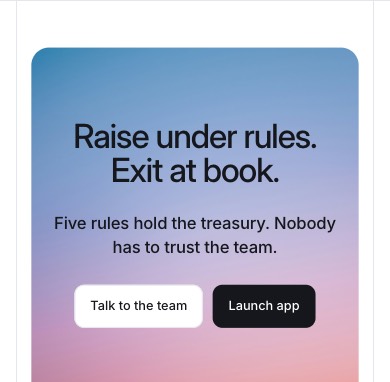 Raise under rules.
Exit at book.
Five rules hold the treasury. Nobody
has to trust the team.
Talk to the team
Launch app